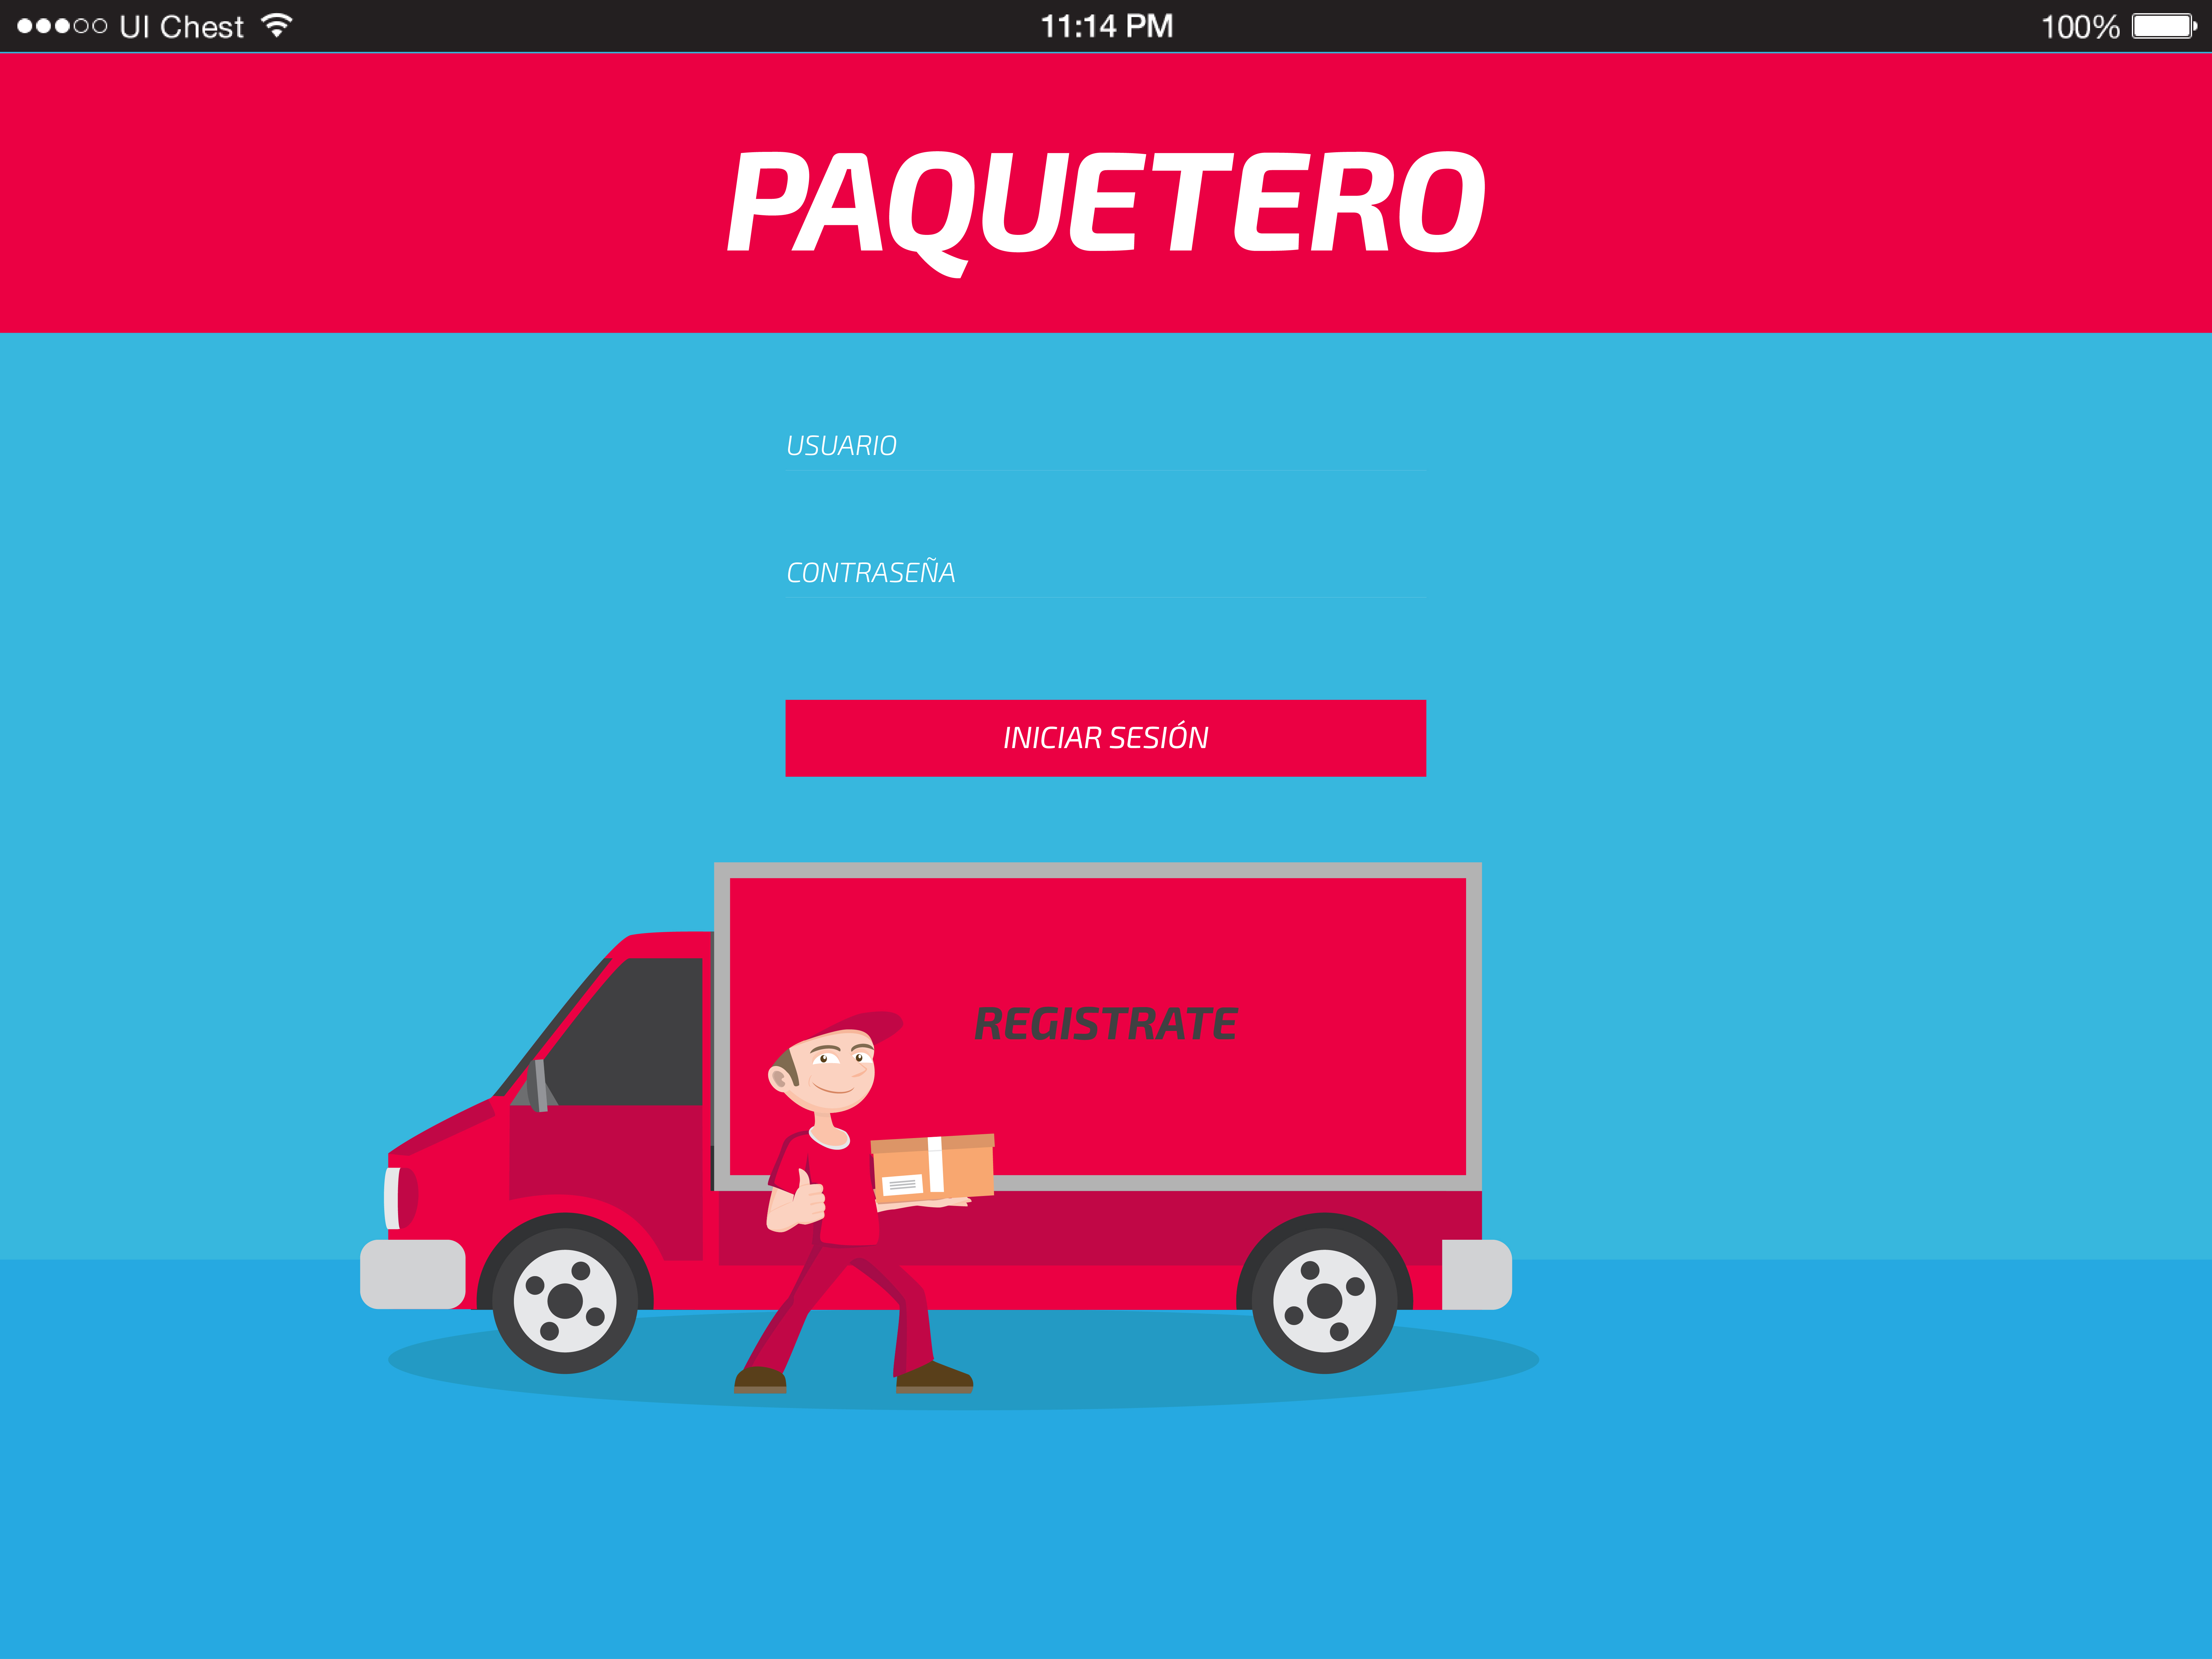 UI Chest 11:14 PM 100%
PAQUETERO
USUARIO
CONTRASEÑA
INICIAR SESIÓN
REGISTRATE